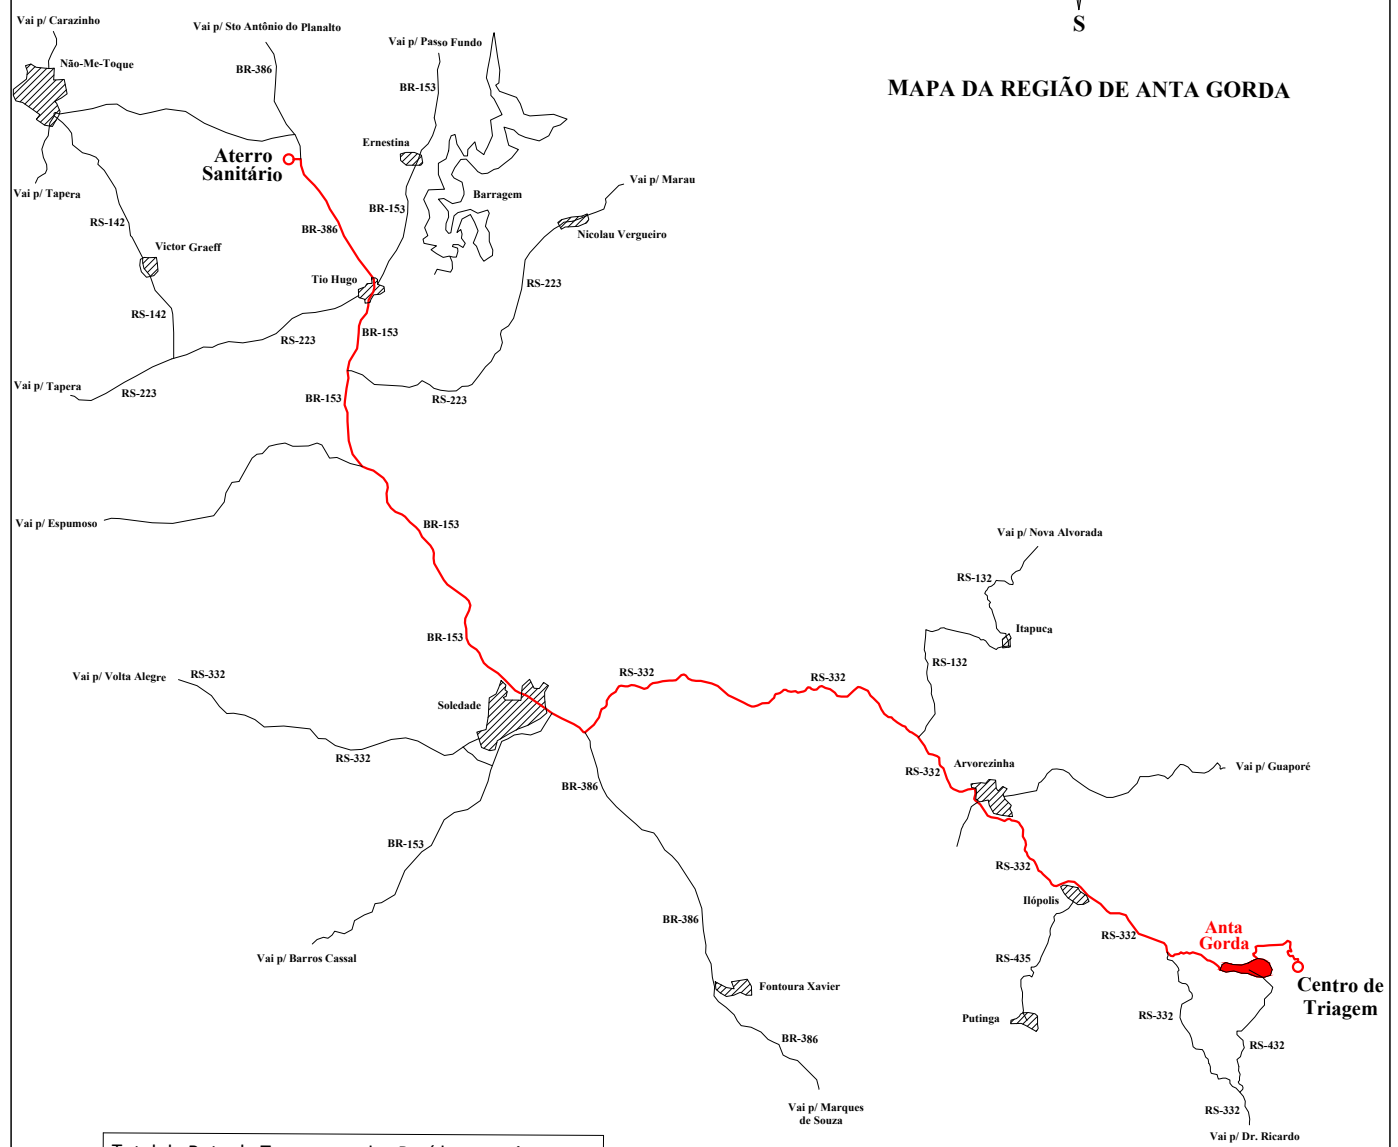 S
MAPA DA REGIÃO DE ANTA GORDA
Vai p/ Carazinho
Vai p/ Sto Antônio do Planalto
Vai p/ Passo Fundo
Não-Me-Toque
BR-386
BR-153
Ernestina
Aterro
Sanitário
Vai p/ Marau
Vai p/ Tapera
Barragem
BR-153
RS-142
BR-386
Nicolau Vergueiro
Victor Graeff
Tio Hugo
RS-223
RS-142
BR-153
RS-223
Vai p/ Tapera
RS-223
BR-153
RS-223
Vai p/ Espumoso
BR-153
Vai p/ Nova Alvorada
RS-132
Itapuca
BR-153
RS-132
Vai p/ Volta Alegre
RS-332
RS-332
RS-332
Soledade
RS-332
BR-386
RS-332
Arvorezinha
Vai p/ Guaporé
BR-153
RS-332
Ilópolis
BR-386
RS-332
Anta
Gorda
Vai p/ Barros Cassal
RS-435
Centro de
Triagem
Fontoura Xavier
Putinga
RS-332
BR-386
RS-432
Vai p/ Marques
de Souza
RS-332
Vai p/ Dr. Ricardo